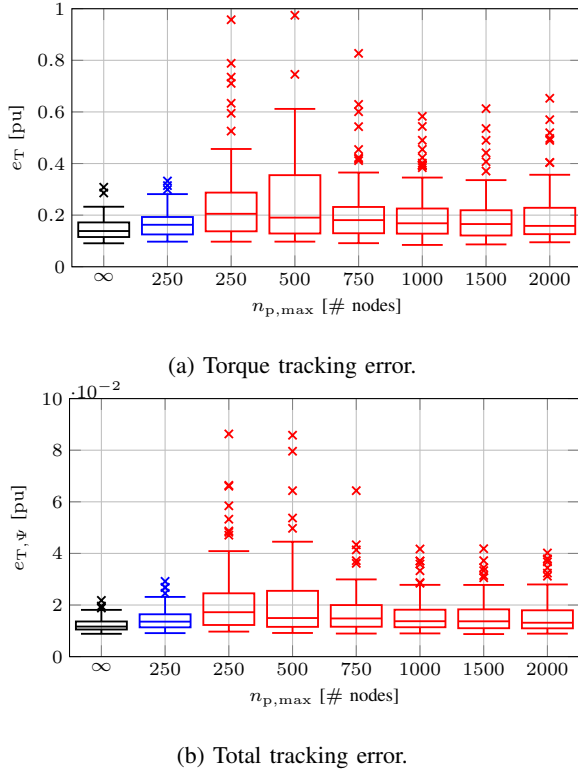 1
0.8
0.6
0.4
0.2
0
e_T [pu]
∞ 250 250 500 750 1000 1500 2000
n_p,max [# nodes]
(a) Torque tracking error.
·10⁻²
10
8
6
4
2
0
e_T,Ψ [pu]
∞ 250 250 500 750 1000 1500 2000
n_p,max [# nodes]
(b) Total tracking error.